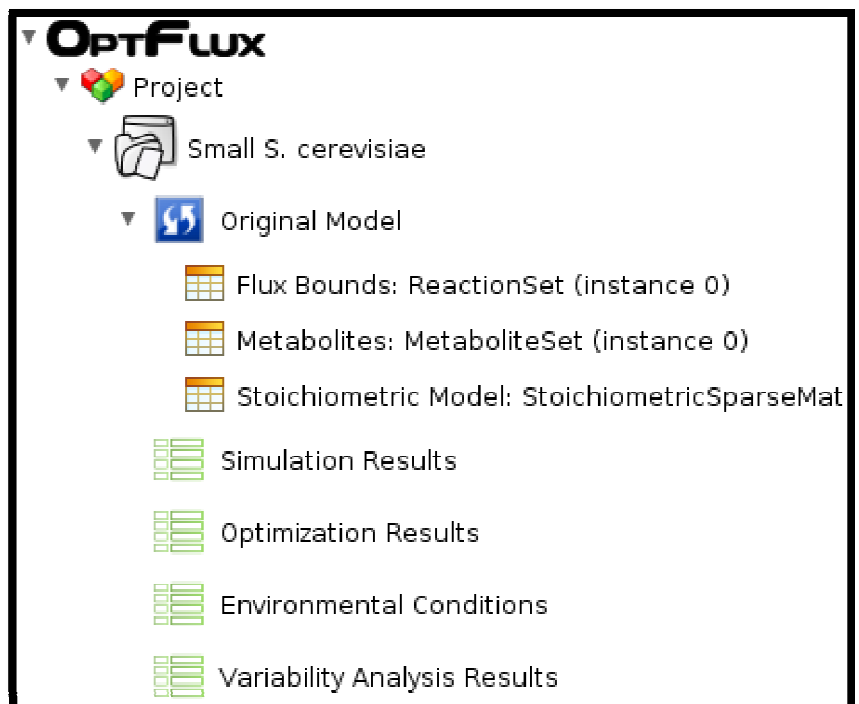 OptFlux
Project
Small S. cerevisiae
Original Model
Flux Bounds: ReactionSet (instance 0)
Metabolites: MetaboliteSet (instance 0)
Stoichiometric Model: StoichiometricSparseMat
Simulation Results
Optimization Results
Environmental Conditions
Variability Analysis Results